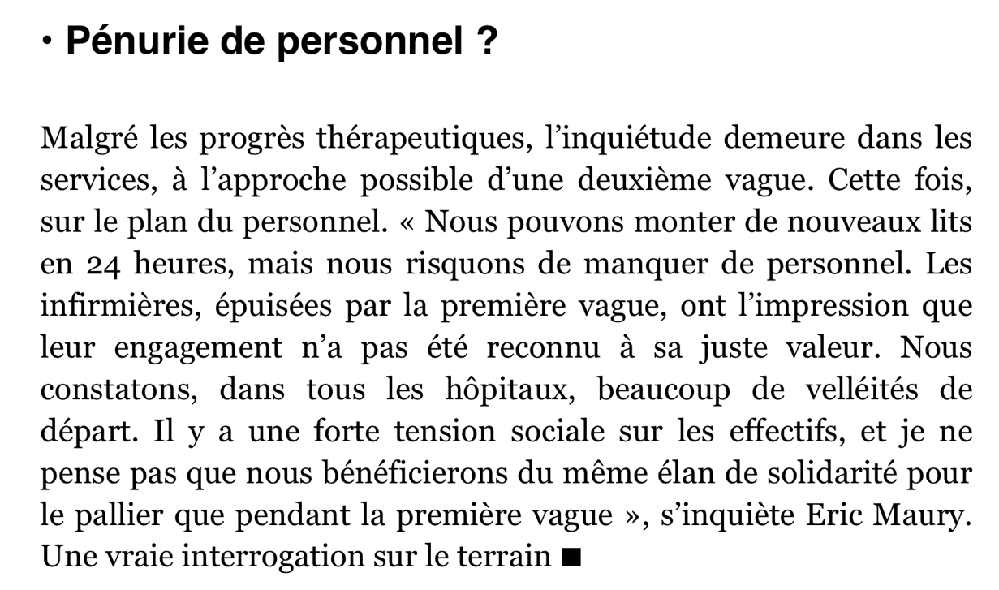 • Pénurie de personnel ?
Malgré les progrès thérapeutiques, l’inquiétude demeure dans les
services, à l’approche possible d’une deuxième vague. Cette fois,
sur le plan du personnel. « Nous pouvons monter de nouveaux lits
en 24 heures, mais nous risquons de manquer de personnel. Les
infirmières, épuisées par la première vague, ont l’impression que
leur engagement n’a pas été reconnu à sa juste valeur. Nous
constatons, dans tous les hôpitaux, beaucoup de velléités de
départ. Il y a une forte tension sociale sur les effectifs, et je ne
pense pas que nous bénéficierons du même élan de solidarité pour
le pallier que pendant la première vague », s’inquiète Eric Maury.
Une vraie interrogation sur le terrain ■